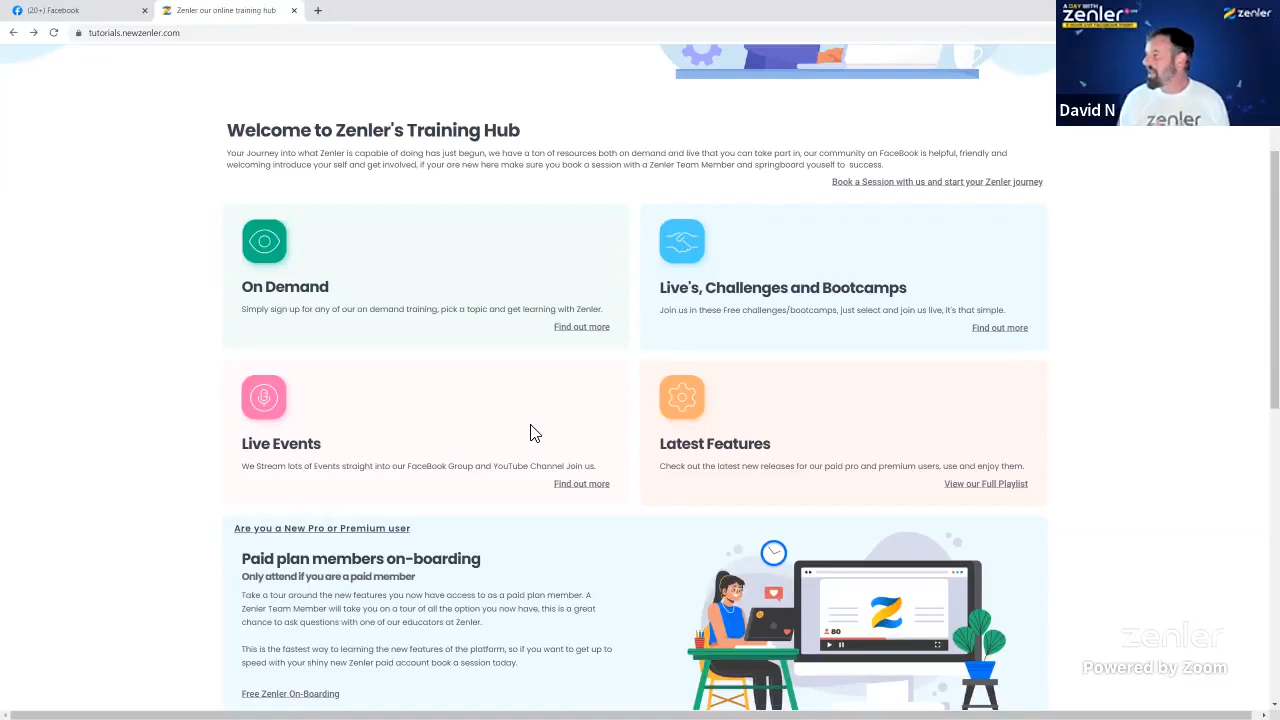 (20+) Facebook
Zenler our online training hub
tutorials.newzenler.com
A DAY WITH
zenler
zenler
David N
zenler
Welcome to Zenler's Training Hub
Your Journey into what Zenler is capable of doing has just begun, we have a ton of resources both on demand and live that you can take part in, our community on FaceBook is helpful, friendly and
welcoming introduce your self and get involved, if your are new here make sure you book a session with a Zenler Team Member and springboard youself to success.
Book a Session with us and start your Zenler journey
On Demand
Simply sign up for any of our on demand training, pick a topic and get learning with Zenler.
Find out more
Live's, Challenges and Bootcamps
Join us in these Free challenges/bootcamps, just select and join us live, it's that simple.
Find out more
Live Events
We Stream lots of Events straight into our FaceBook Group and YouTube Channel Join us.
Find out more
Latest Features
Check out the latest new releases for our paid pro and premium users, use and enjoy them.
View our Full Playlist
Are you a New Pro or Premium user
Paid plan members on-boarding
Only attend if you are a paid member
Take a tour around the new features you now have access to as a paid plan member. A
Zenler Team Member will take you on a tour of all the option you now have, this is a great
chance to ask questions with one of our educators at Zenler.
This is the fastest way to learning the new features of the platform, so if you want to get up to
speed with your shiny new Zenler paid account book a session today.
Free Zenler On-Boarding
80
zenler
Powered by Zoom